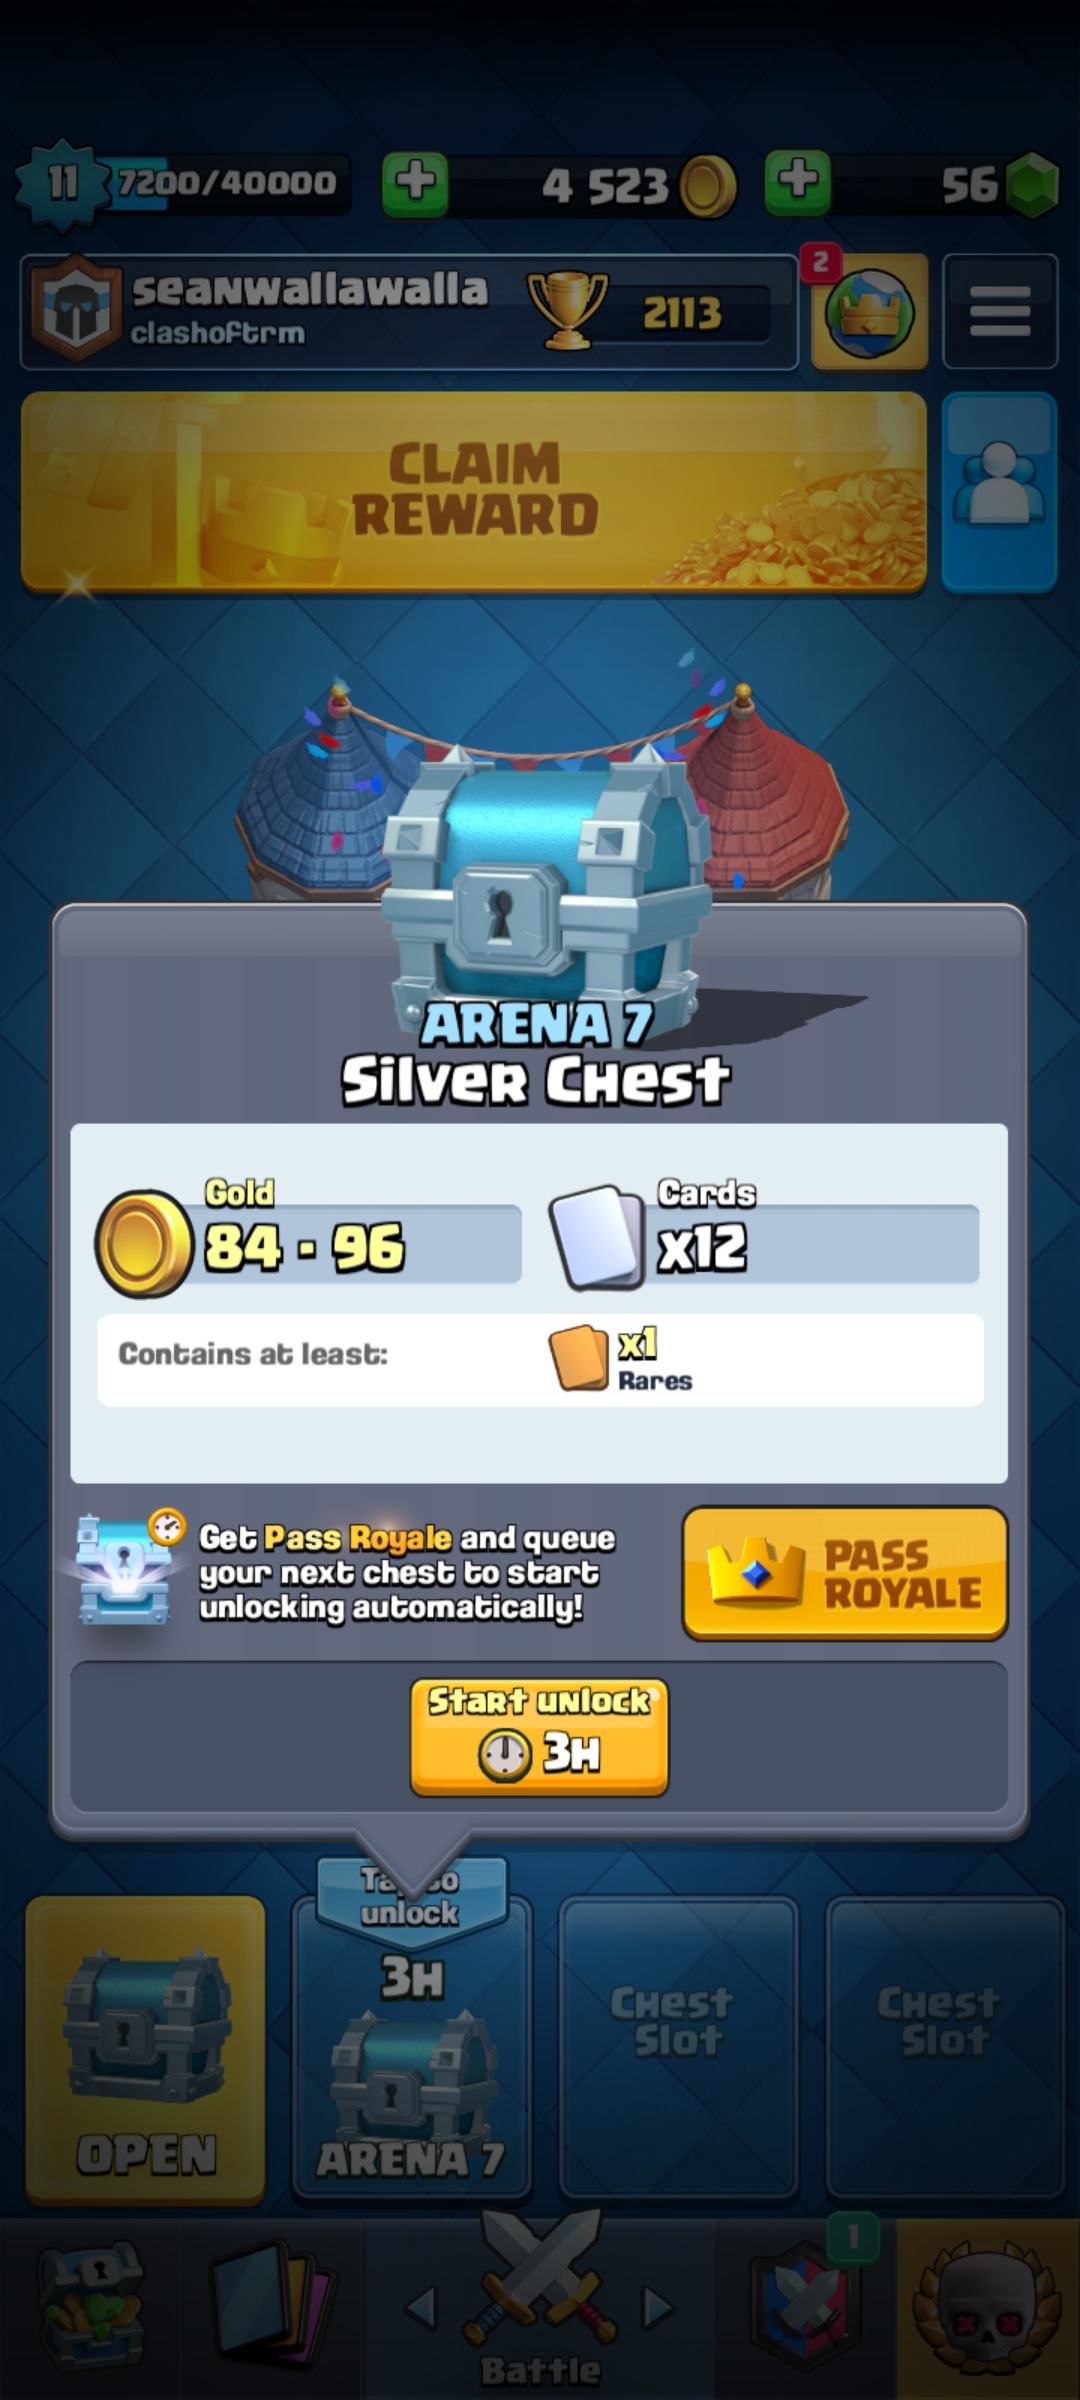 11
7200/40000
4 523
56
seanwallawalla
clashoftrm
2113
2
CLAIM
REWARD
ARENA 7
Silver Chest
Gold
84 - 96
Cards
x12
Contains at least:
x1
Rares
Get Pass Royale and queue
your next chest to start
unlocking automatically!
PASS
ROYALE
Start unlock
3H
unlock
3H
Chest
Slot
Chest
Slot
OPEN
ARENA 7
1
Battle